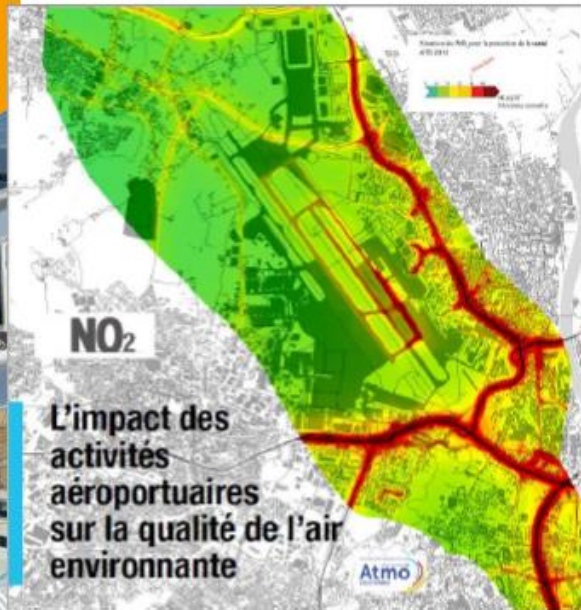 NO2
L'impact des
activités
aéroportuaires
sur la qualité de l'air
environnante
Atmo